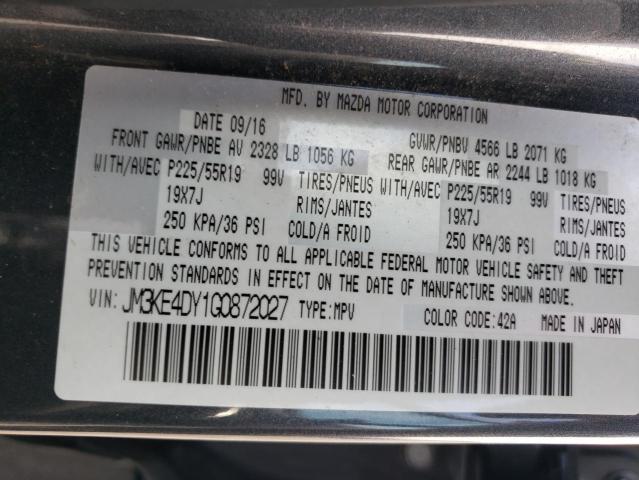 MFD. BY MAZDA MOTOR CORPORATION
DATE 09/16 GVWR/PNBV 4566 LB 2071 KG
FRONT GAWR/PNBE AV 2328 LB 1056 KG REAR GAWR/PNBE AR 2244 LB 1018 KG
WITH/AVEC P225/55R19 99V TIRES/PNEUS WITH/AVEC P225/55R19 99V TIRES/PNEUS
19X7J RIMS/JANTES 19X7J RIMS/JANTES
250 KPA/36 PSI COLD/A FROID 250 KPA/36 PSI COLD/A FROID
THIS VEHICLE CONFORMS TO ALL APPLICABLE FEDERAL MOTOR VEHICLE SAFETY AND THEFT
PREVENTION STANDARDS IN EFFECT ON THE DATE OF MANUFACTURE SHOWN ABOVE.
VIN: JM3KE4DY1G0872027 TYPE:MPV COLOR CODE:42A MADE IN JAPAN